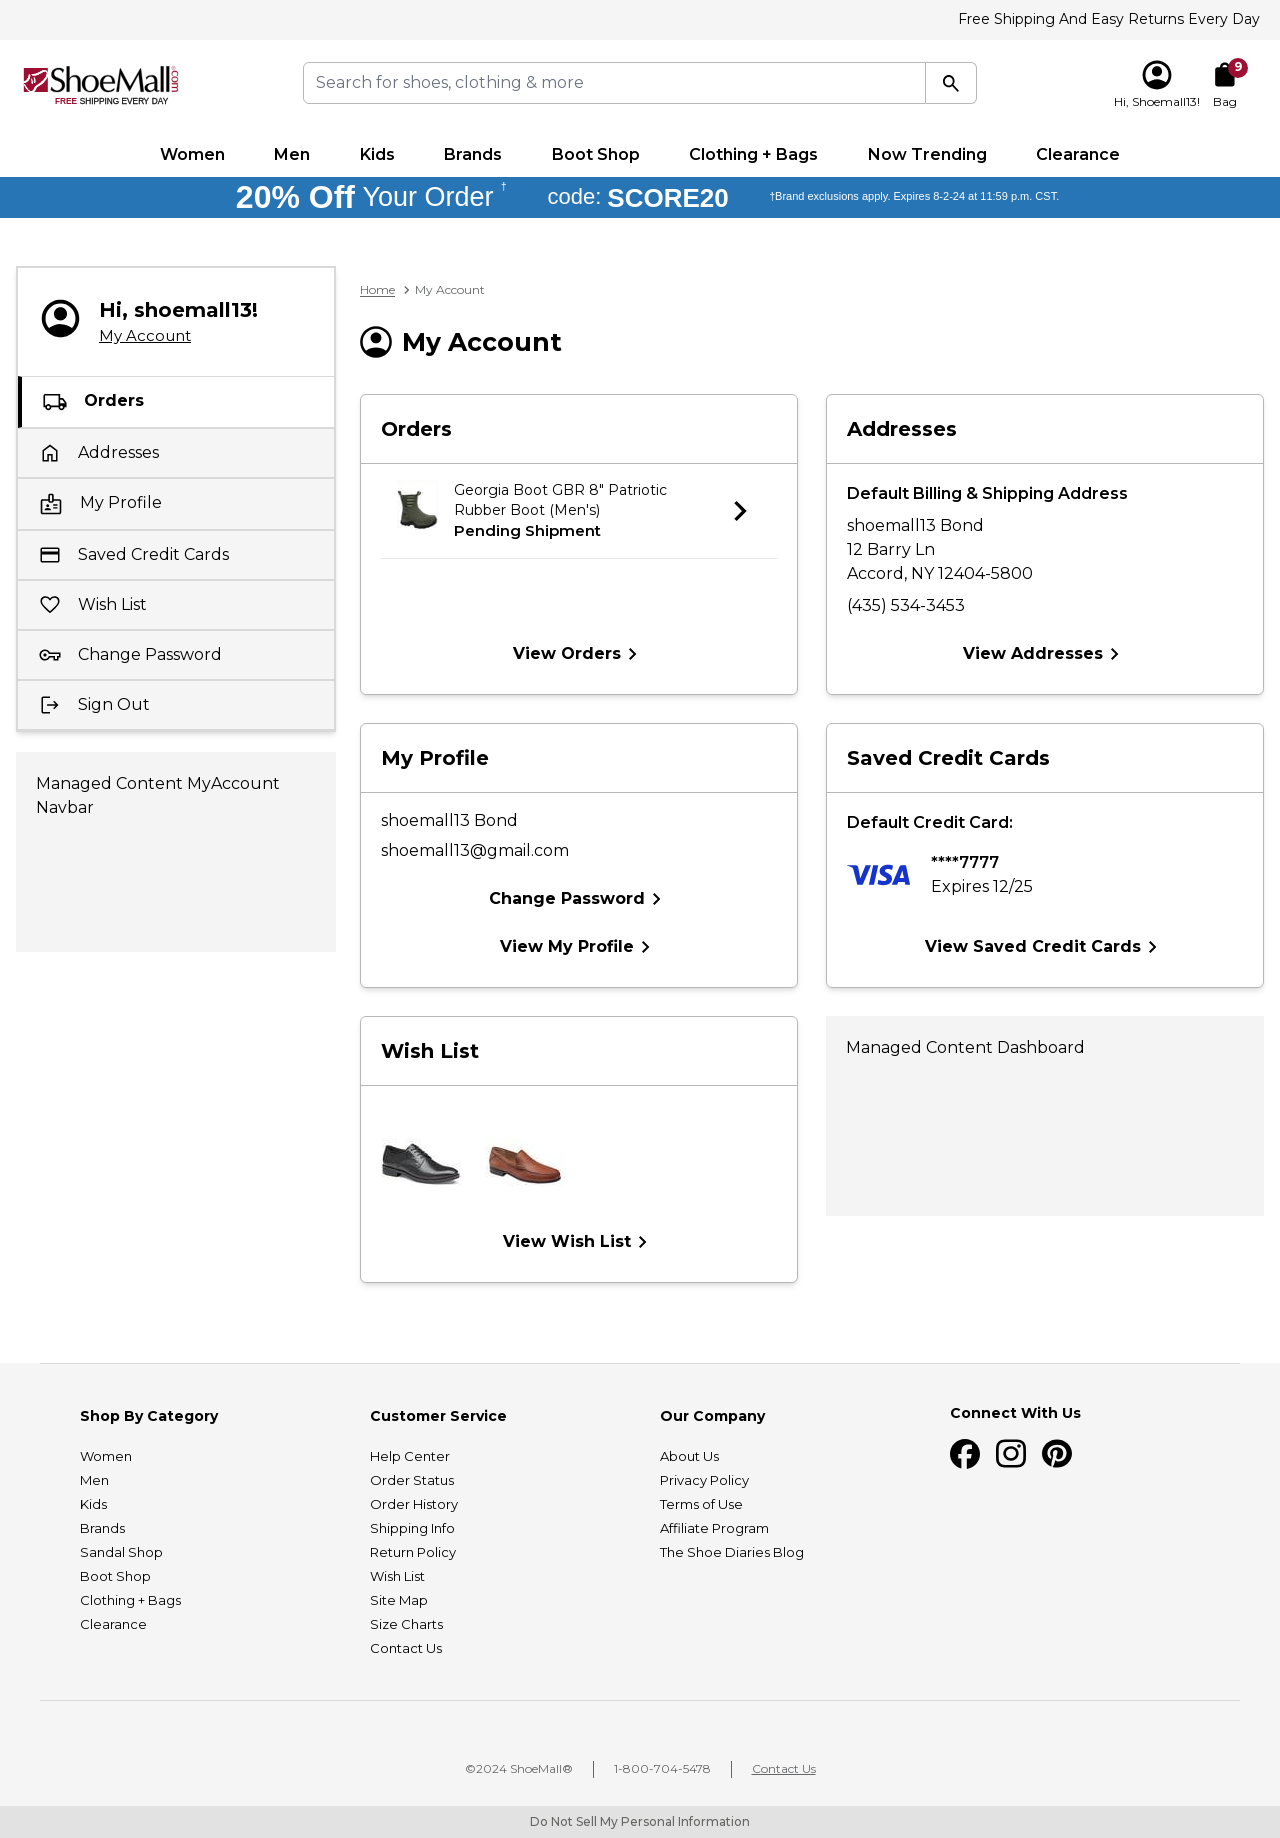 Free Shipping And Easy Returns Every Day
ShoeMall.com®
FREE SHIPPING EVERY DAY
Search for shoes, clothing & more
Hi, Shoemall13!
9
Bag
Women Men Kids Brands Boot Shop Clothing + Bags Now Trending Clearance
20% Off Your Order † code: SCORE20 †Brand exclusions apply. Expires 8-2-24 at 11:59 p.m. CST.
Hi, shoemall13!
My Account
Orders
Addresses
My Profile
Saved Credit Cards
Wish List
Change Password
Sign Out
Managed Content MyAccount
Navbar
Home > My Account
My Account
Orders
Georgia Boot GBR 8" Patriotic
Rubber Boot (Men's)
Pending Shipment
View Orders
Addresses
Default Billing & Shipping Address
shoemall13 Bond
12 Barry Ln
Accord, NY 12404-5800
(435) 534-3453
View Addresses
My Profile
shoemall13 Bond
shoemall13@gmail.com
Change Password
View My Profile
Saved Credit Cards
Default Credit Card:
VISA
****7777
Expires 12/25
View Saved Credit Cards
Wish List
View Wish List
Managed Content Dashboard
Shop By Category
Women
Men
Kids
Brands
Sandal Shop
Boot Shop
Clothing + Bags
Clearance
Customer Service
Help Center
Order Status
Order History
Shipping Info
Return Policy
Wish List
Site Map
Size Charts
Contact Us
Our Company
About Us
Privacy Policy
Terms of Use
Affiliate Program
The Shoe Diaries Blog
Connect With Us
©2024 ShoeMall® | 1-800-704-5478 | Contact Us
Do Not Sell My Personal Information